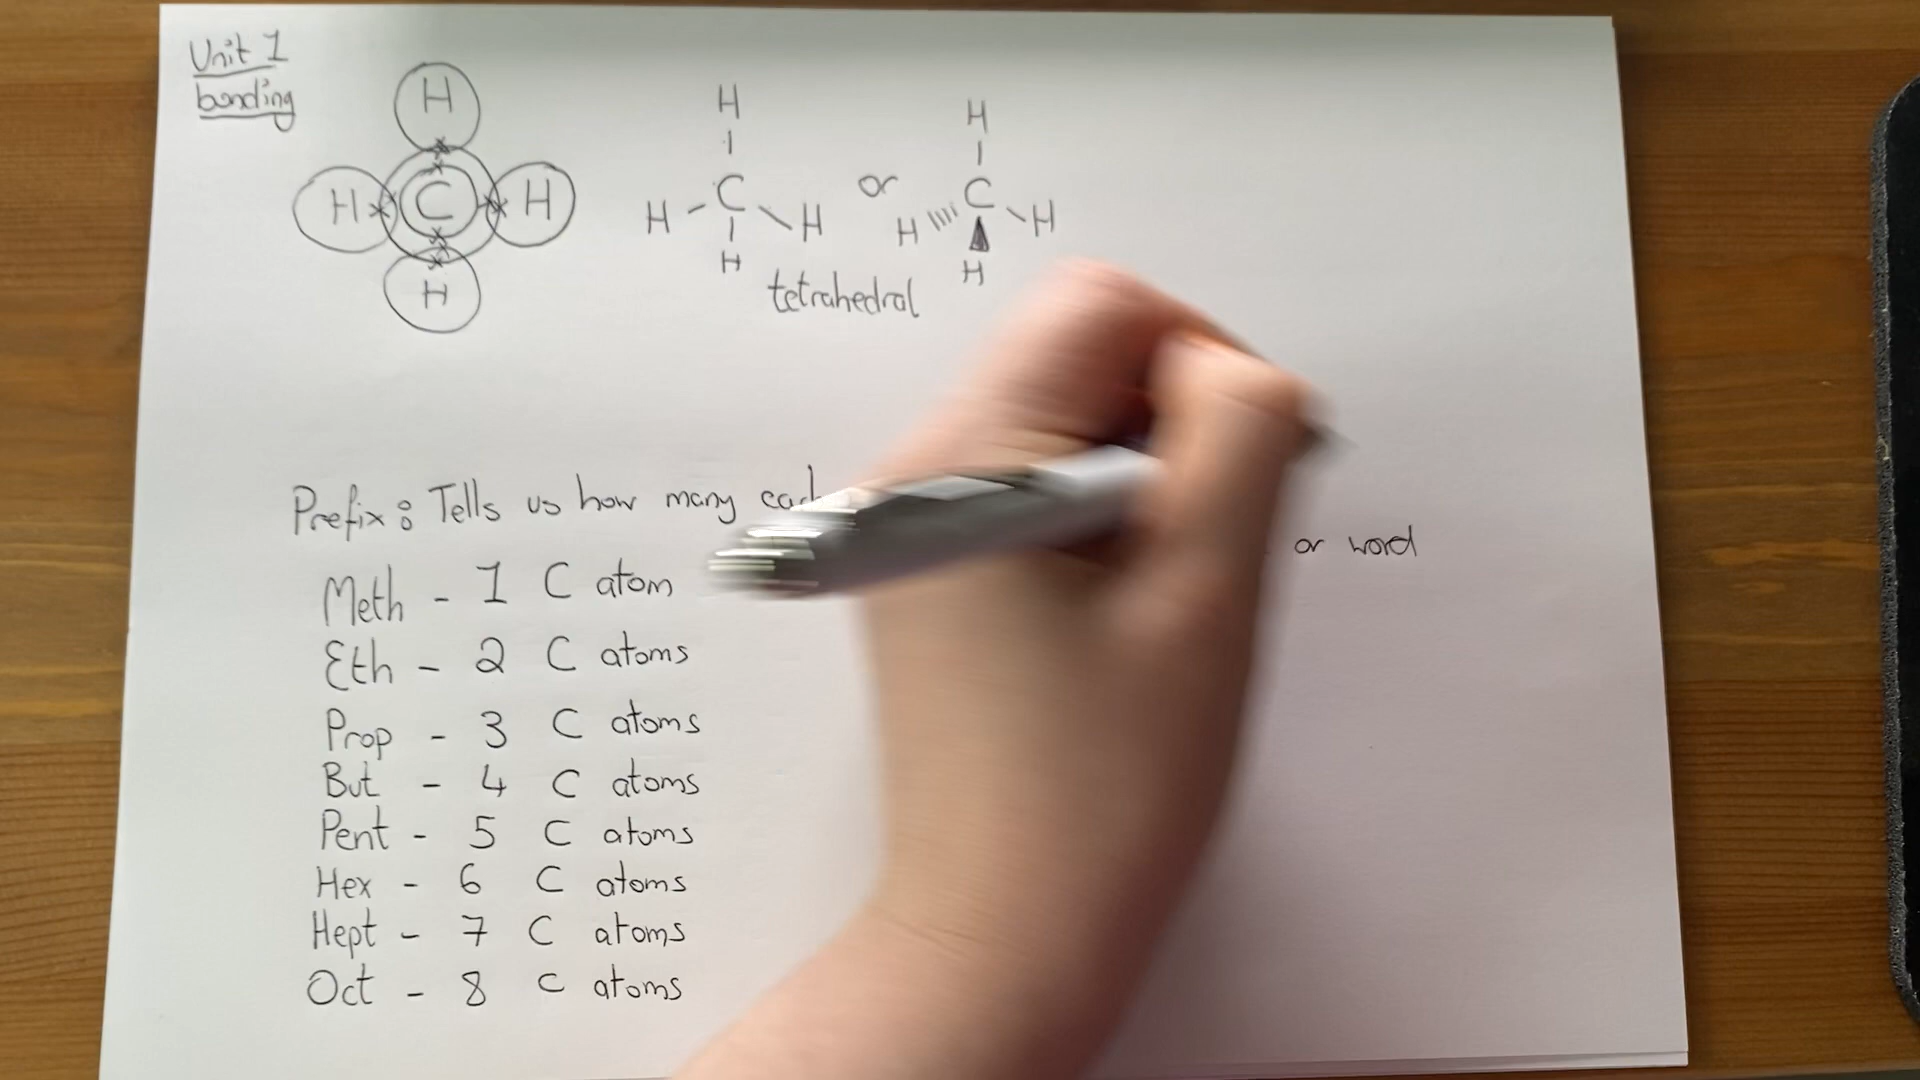 Unit 1
bonding
H
H C H
H
H
C
H H
H
or
H
C
H H
H
tetrahedral
Prefix: Tells us how many
or word
Meth - 1 C atom
Eth - 2 C atoms
Prop - 3 C atoms
But - 4 C atoms
Pent - 5 C atoms
Hex - 6 C atoms
Hept - 7 C atoms
Oct - 8 C atoms